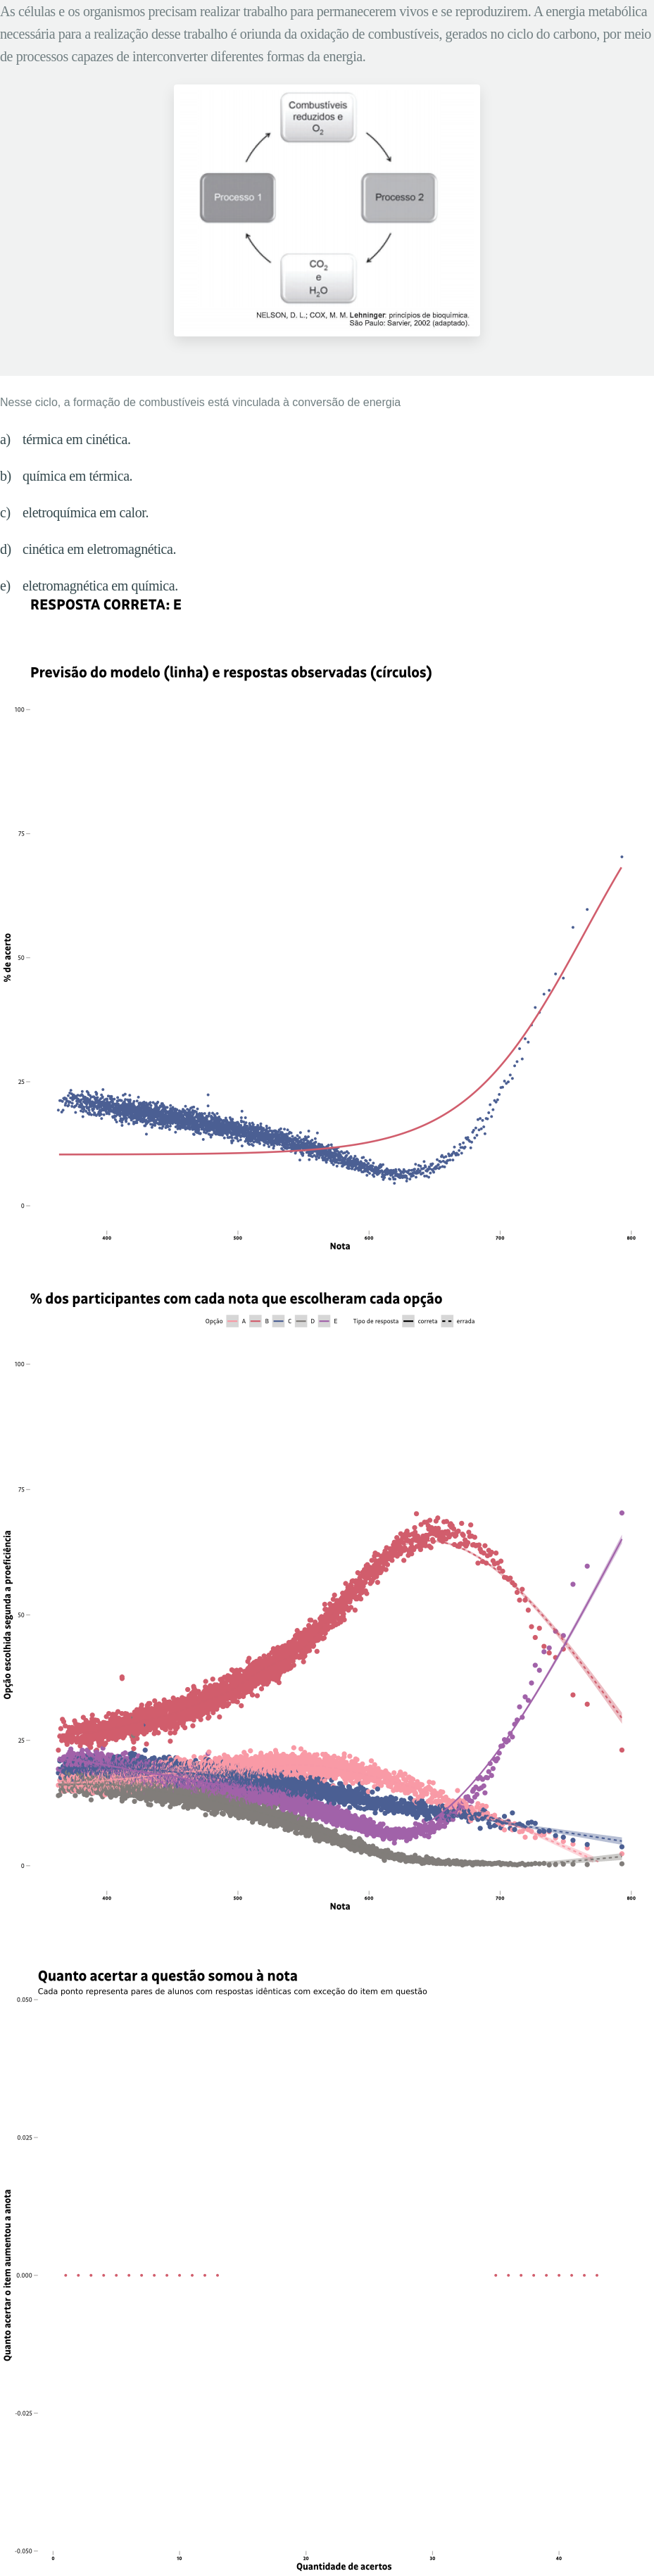 As células e os organismos precisam realizar trabalho para permanecerem vivos e se reproduzirem. A energia metabólica
necessária para a realização desse trabalho é oriunda da oxidação de combustíveis, gerados no ciclo do carbono, por meio
de processos capazes de interconverter diferentes formas da energia.
Combustíveis
reduzidos e
O2
Processo 1
Processo 2
CO2
e
H2O
NELSON, D. L.; COX, M. M. Lehninger: princípios de bioquímica.
São Paulo: Sarvier, 2002 (adaptado).
Nesse ciclo, a formação de combustíveis está vinculada à conversão de energia
a) térmica em cinética.
b) química em térmica.
c) eletroquímica em calor.
d) cinética em eletromagnética.
e) eletromagnética em química.
RESPOSTA CORRETA: E
Previsão do modelo (linha) e respostas observadas (círculos)
100
75
50
25
0
% de acerto
400 500 600 700 800
Nota
% dos participantes com cada nota que escolheram cada opção
Opção A B C D E Tipo de resposta correta errada
100
75
50
25
0
Opção escolhida segunda a proeficiência
400 500 600 700 800
Nota
Quanto acertar a questão somou à nota
Cada ponto representa pares de alunos com respostas idênticas com exceção do item em questão
0.050
0.025
0.000
-0.025
-0.050
Quanto acertar o item aumentou a anota
0 10 20 30 40
Quantidade de acertos